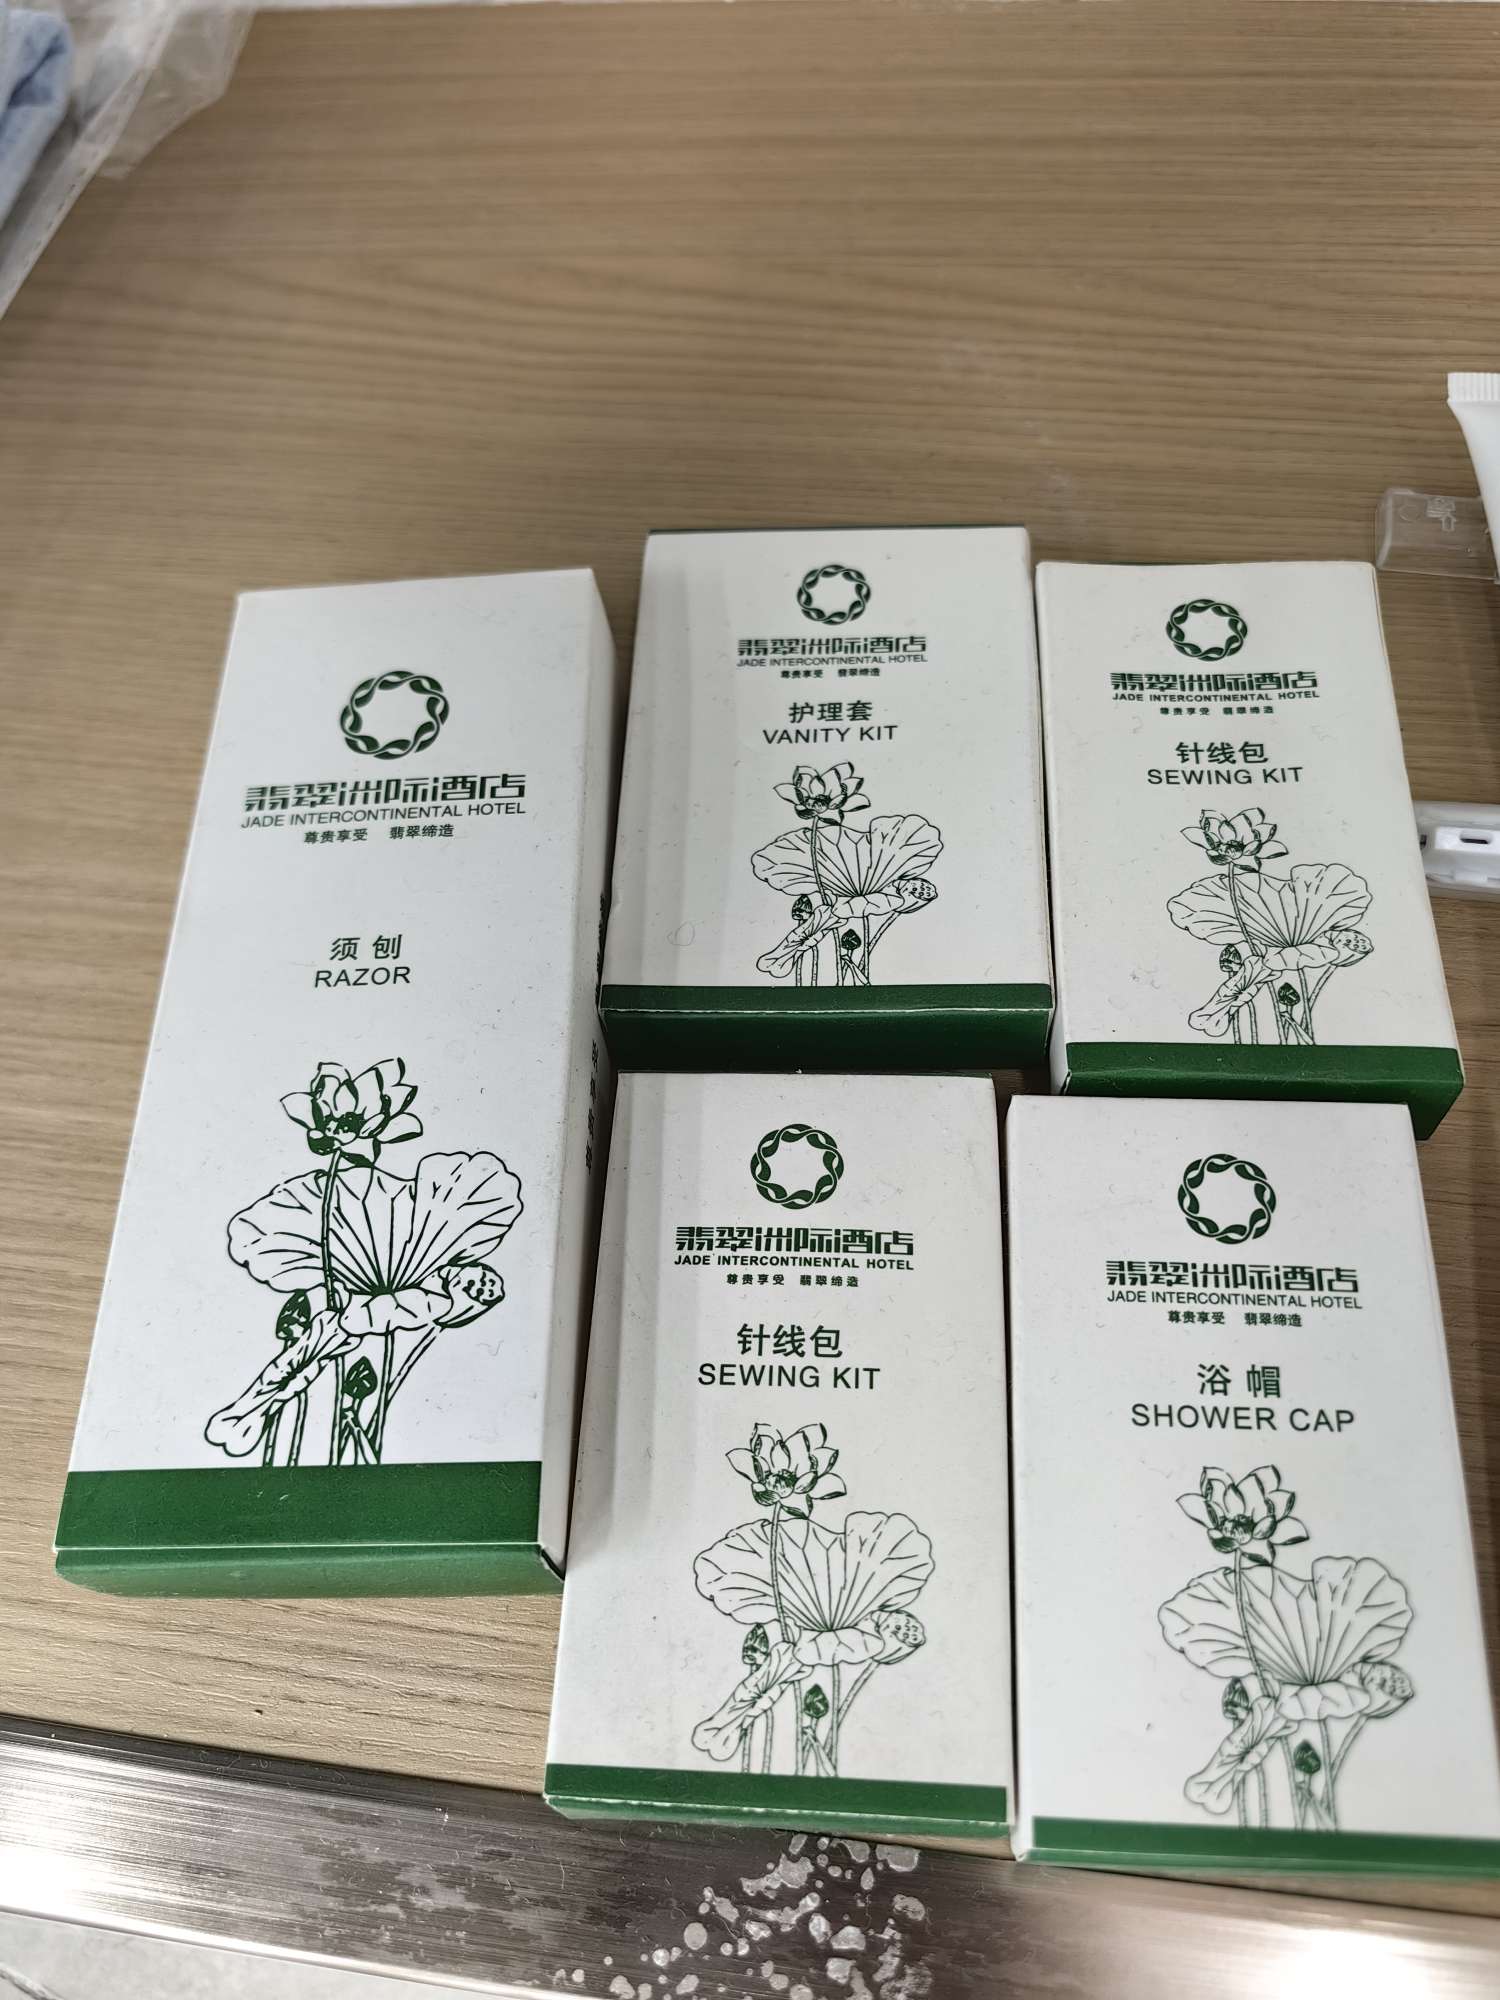 翡翠洲际酒店
JADE INTERCONTINENTAL HOTEL
尊贵享受 翡翠缔造
须刨
RAZOR
翡翠洲际酒店
JADE INTERCONTINENTAL HOTEL
尊贵享受 翡翠缔造
护理套
VANITY KIT
翡翠洲际酒店
JADE INTERCONTINENTAL HOTEL
尊贵享受 翡翠缔造
针线包
SEWING KIT
翡翠洲际酒店
JADE INTERCONTINENTAL HOTEL
尊贵享受 翡翠缔造
针线包
SEWING KIT
翡翠洲际酒店
JADE INTERCONTINENTAL HOTEL
尊贵享受 翡翠缔造
浴帽
SHOWER CAP